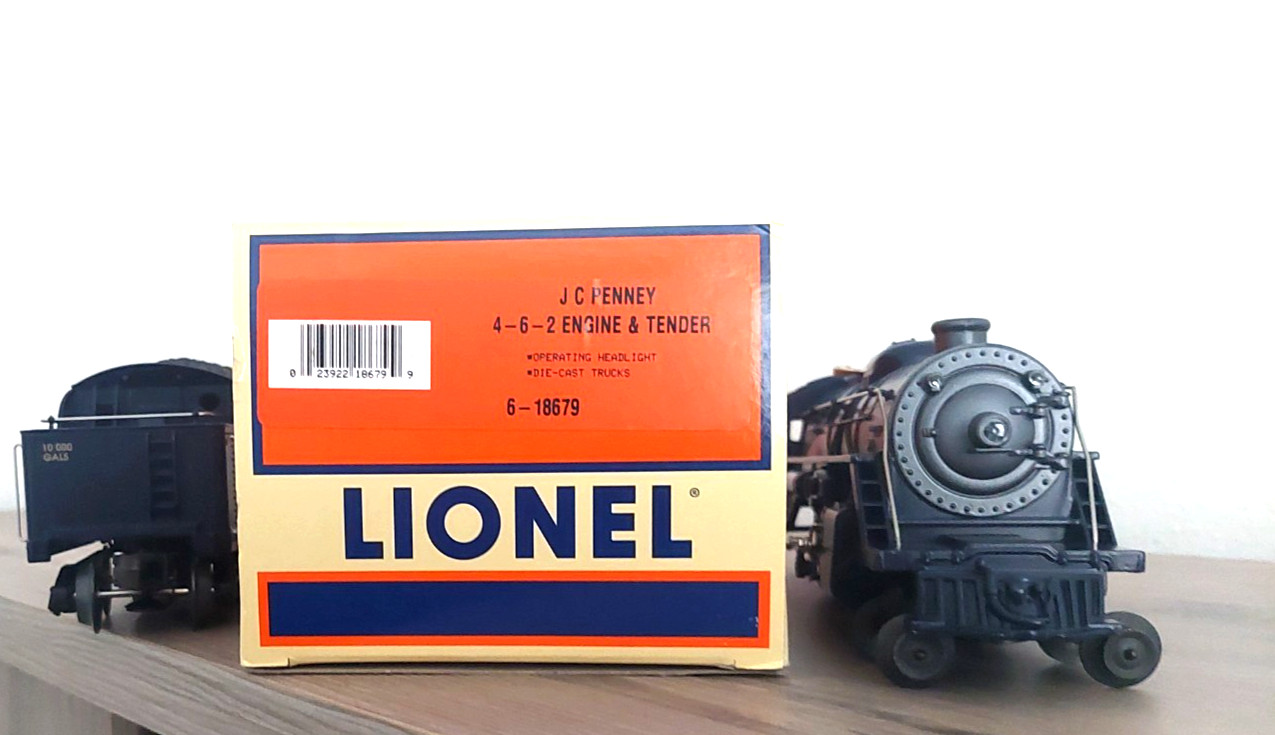 10 000
GALS
J C PENNEY
4-6-2 ENGINE & TENDER
*OPERATING HEADLIGHT
*DIE-CAST TRUCKS
0 23922 18679 9
6-18679
LIONEL®